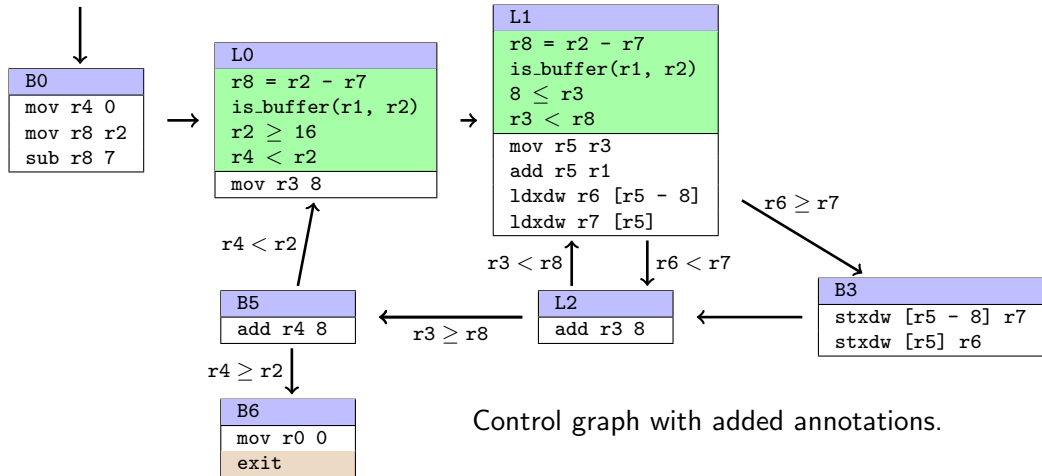 B0
mov r4 0
mov r8 r2
sub r8 7
L0
r8 = r2 - r7
is_buffer(r1, r2)
r2 ≥ 16
r4 < r2
mov r3 8
L1
r8 = r2 - r7
is_buffer(r1, r2)
8 ≤ r3
r3 < r8
mov r5 r3
add r5 r1
ldxdw r6 [r5 - 8]
ldxdw r7 [r5]
r6 ≥ r7
r4 < r2
r3 < r8
r6 < r7
B5
add r4 8
r3 ≥ r8
L2
add r3 8
B3
stxdw [r5 - 8] r7
stxdw [r5] r6
r4 ≥ r2
B6
mov r0 0
exit
Control graph with added annotations.